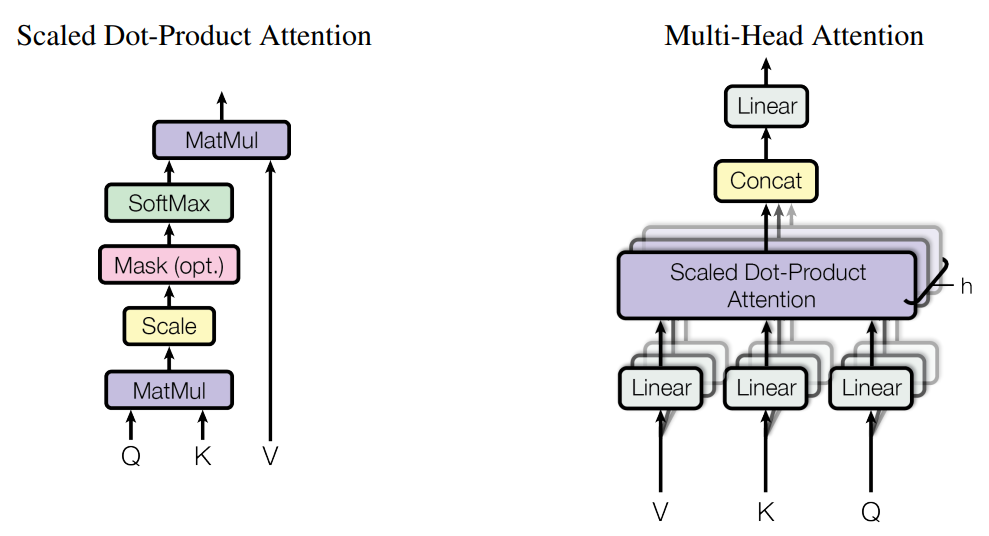 Scaled Dot-Product Attention
MatMul
SoftMax
Mask (opt.)
Scale
MatMul
Q K V
Multi-Head Attention
Linear
Concat
Scaled Dot-Product
Attention
h
Linear Linear Linear
V K Q